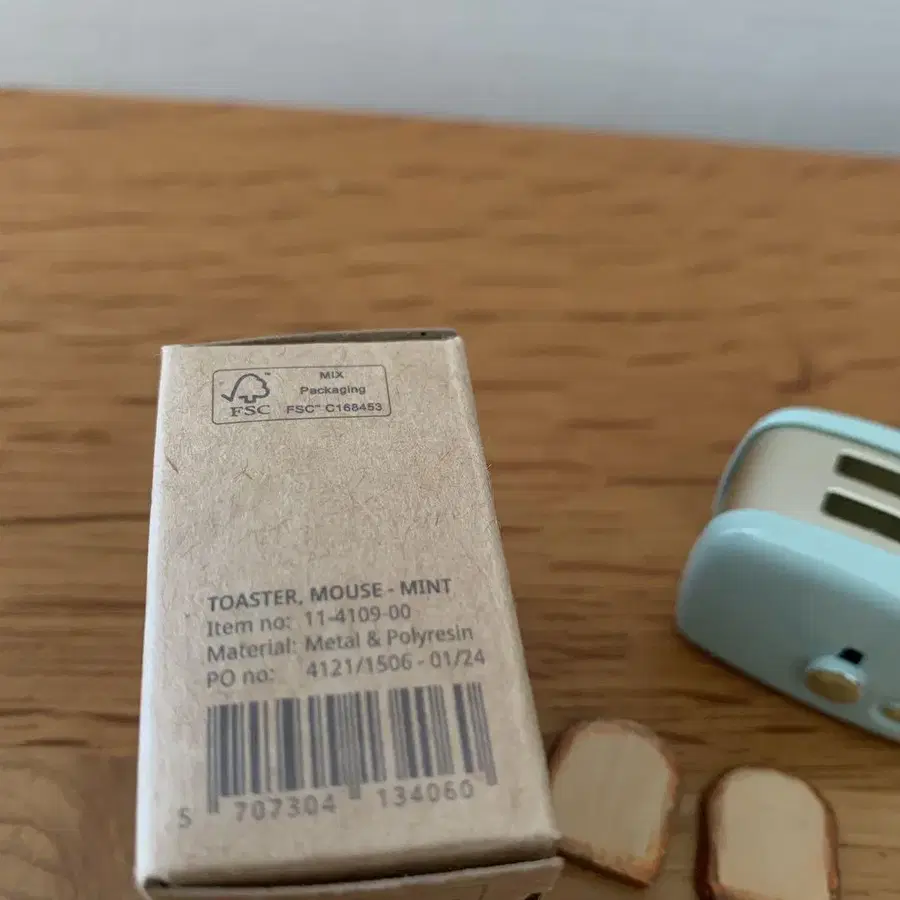 MIX
Packaging
FSC™ C168453
FSC™
TOASTER, MOUSE - MINT
Item no: 11-4109-00
Material: Metal & Polyresin
PO no: 4121/1506 - 01/24
5 707304 134060